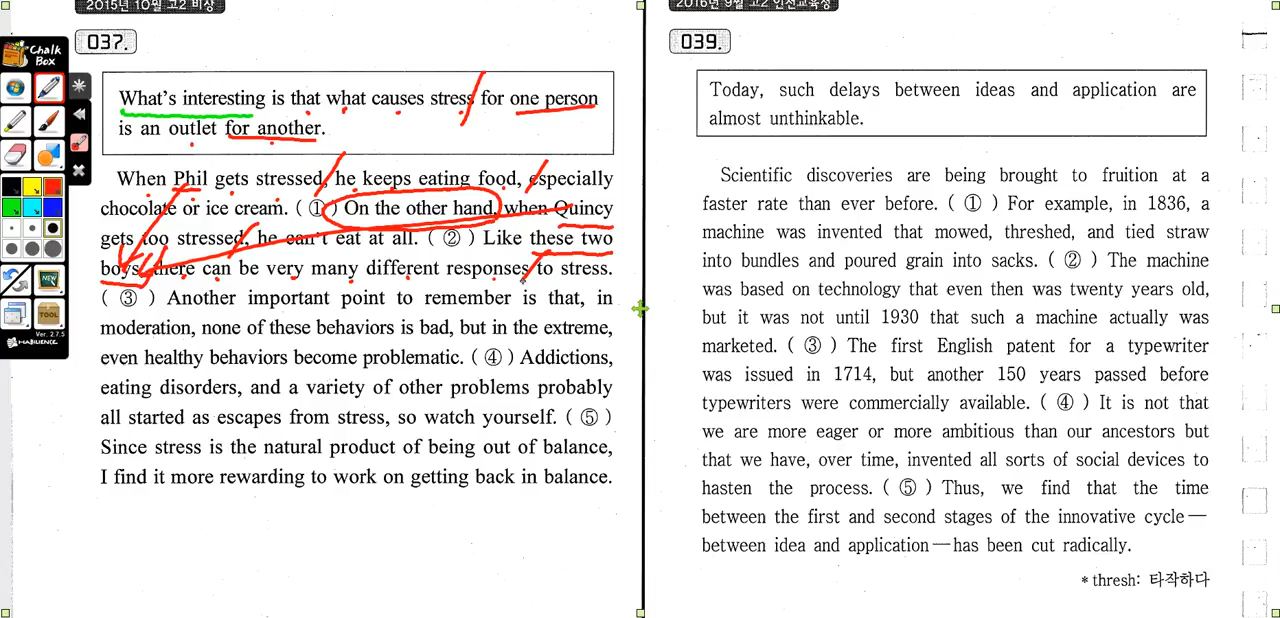 2015년 10월 고2 비상
037.
What's interesting is that what causes stress for one person
is an outlet for another.
When Phil gets stressed, he keeps eating food, especially
chocolate or ice cream. ( ① ) On the other hand, when Quincy
gets too stressed, he can't eat at all. ( ② ) Like these two
boys, there can be very many different responses to stress.
( ③ ) Another important point to remember is that, in
moderation, none of these behaviors is bad, but in the extreme,
even healthy behaviors become problematic. ( ④ ) Addictions,
eating disorders, and a variety of other problems probably
all started as escapes from stress, so watch yourself. ( ⑤ )
Since stress is the natural product of being out of balance,
I find it more rewarding to work on getting back in balance.
2016년 9월 고2 인천교육청
039.
Today, such delays between ideas and application are
almost unthinkable.
Scientific discoveries are being brought to fruition at a
faster rate than ever before. ( ① ) For example, in 1836, a
machine was invented that mowed, threshed, and tied straw
into bundles and poured grain into sacks. ( ② ) The machine
was based on technology that even then was twenty years old,
but it was not until 1930 that such a machine actually was
marketed. ( ③ ) The first English patent for a typewriter
was issued in 1714, but another 150 years passed before
typewriters were commercially available. ( ④ ) It is not that
we are more eager or more ambitious than our ancestors but
that we have, over time, invented all sorts of social devices to
hasten the process. ( ⑤ ) Thus, we find that the time
between the first and second stages of the innovative cycle—
between idea and application—has been cut radically.
* thresh: 타작하다
Chalk
Box
NEW
TOOL
Ver. 2.7.5
HABILIENCE